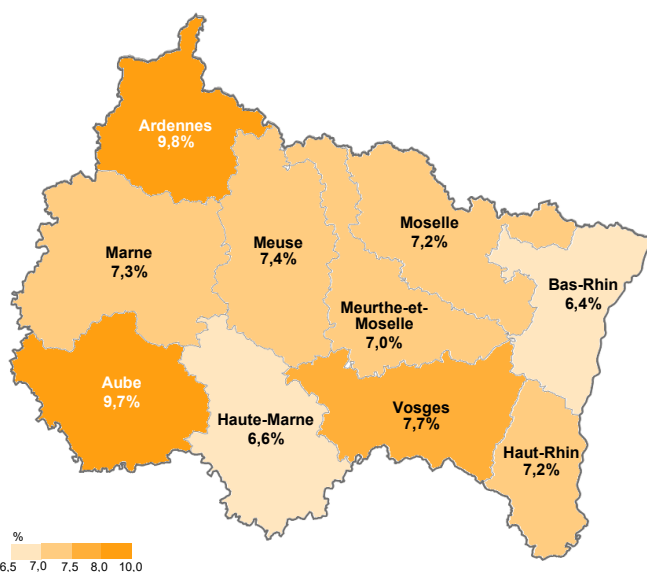 Ardennes
9,8%
Moselle
7,2%
Meuse
7,4%
Marne
7,3%
Bas-Rhin
6,4%
Meurthe-et-
Moselle
7,0%
Aube
9,7%
Vosges
7,7%
Haute-Marne
6,6%
Haut-Rhin
7,2%
%
6,5 7,0 7,5 8,0 10,0